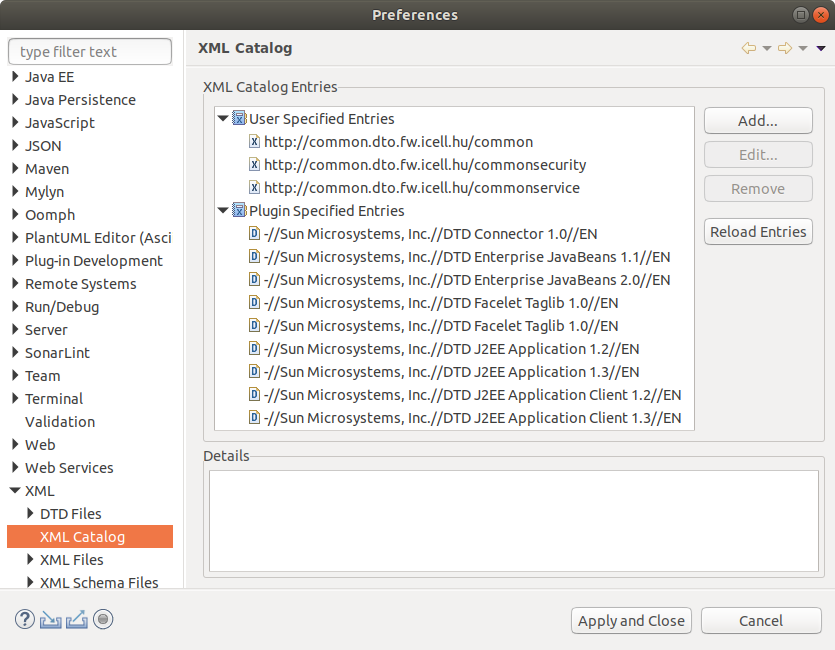 Preferences
type filter text
Java EE
Java Persistence
JavaScript
JSON
Maven
Mylyn
Oomph
PlantUML Editor (Asci
Plug-in Development
Remote Systems
Run/Debug
Server
SonarLint
Team
Terminal
Validation
Web
Web Services
XML
DTD Files
XML Catalog
XML Files
XML Schema Files
XML Catalog
XML Catalog Entries
User Specified Entries
http://common.dto.fw.icell.hu/common
http://common.dto.fw.icell.hu/commonsecurity
http://common.dto.fw.icell.hu/commonservice
Plugin Specified Entries
-//Sun Microsystems, Inc.//DTD Connector 1.0//EN
-//Sun Microsystems, Inc.//DTD Enterprise JavaBeans 1.1//EN
-//Sun Microsystems, Inc.//DTD Enterprise JavaBeans 2.0//EN
-//Sun Microsystems, Inc.//DTD Facelet Taglib 1.0//EN
-//Sun Microsystems, Inc.//DTD Facelet Taglib 1.0//EN
-//Sun Microsystems, Inc.//DTD J2EE Application 1.2//EN
-//Sun Microsystems, Inc.//DTD J2EE Application 1.3//EN
-//Sun Microsystems, Inc.//DTD J2EE Application Client 1.2//EN
-//Sun Microsystems, Inc.//DTD J2EE Application Client 1.3//EN
Add...
Edit...
Remove
Reload Entries
Details
Apply and Close
Cancel